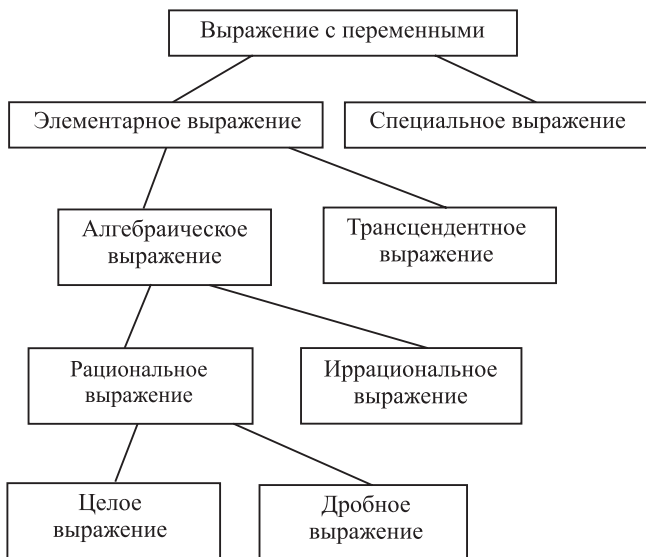 Выражение с переменными
Элементарное выражение
Специальное выражение
Алгебраическое
выражение
Трансцендентное
выражение
Рациональное
выражение
Иррациональное
выражение
Целое
выражение
Дробное
выражение